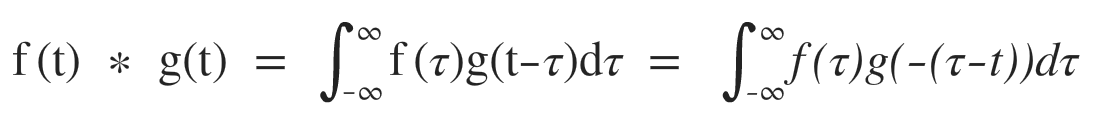 f(t) * g(t) = ∫_{-∞}^{∞} f(τ)g(t-τ)dτ = ∫_{-∞}^{∞} f(τ)g(-(τ-t))dτ